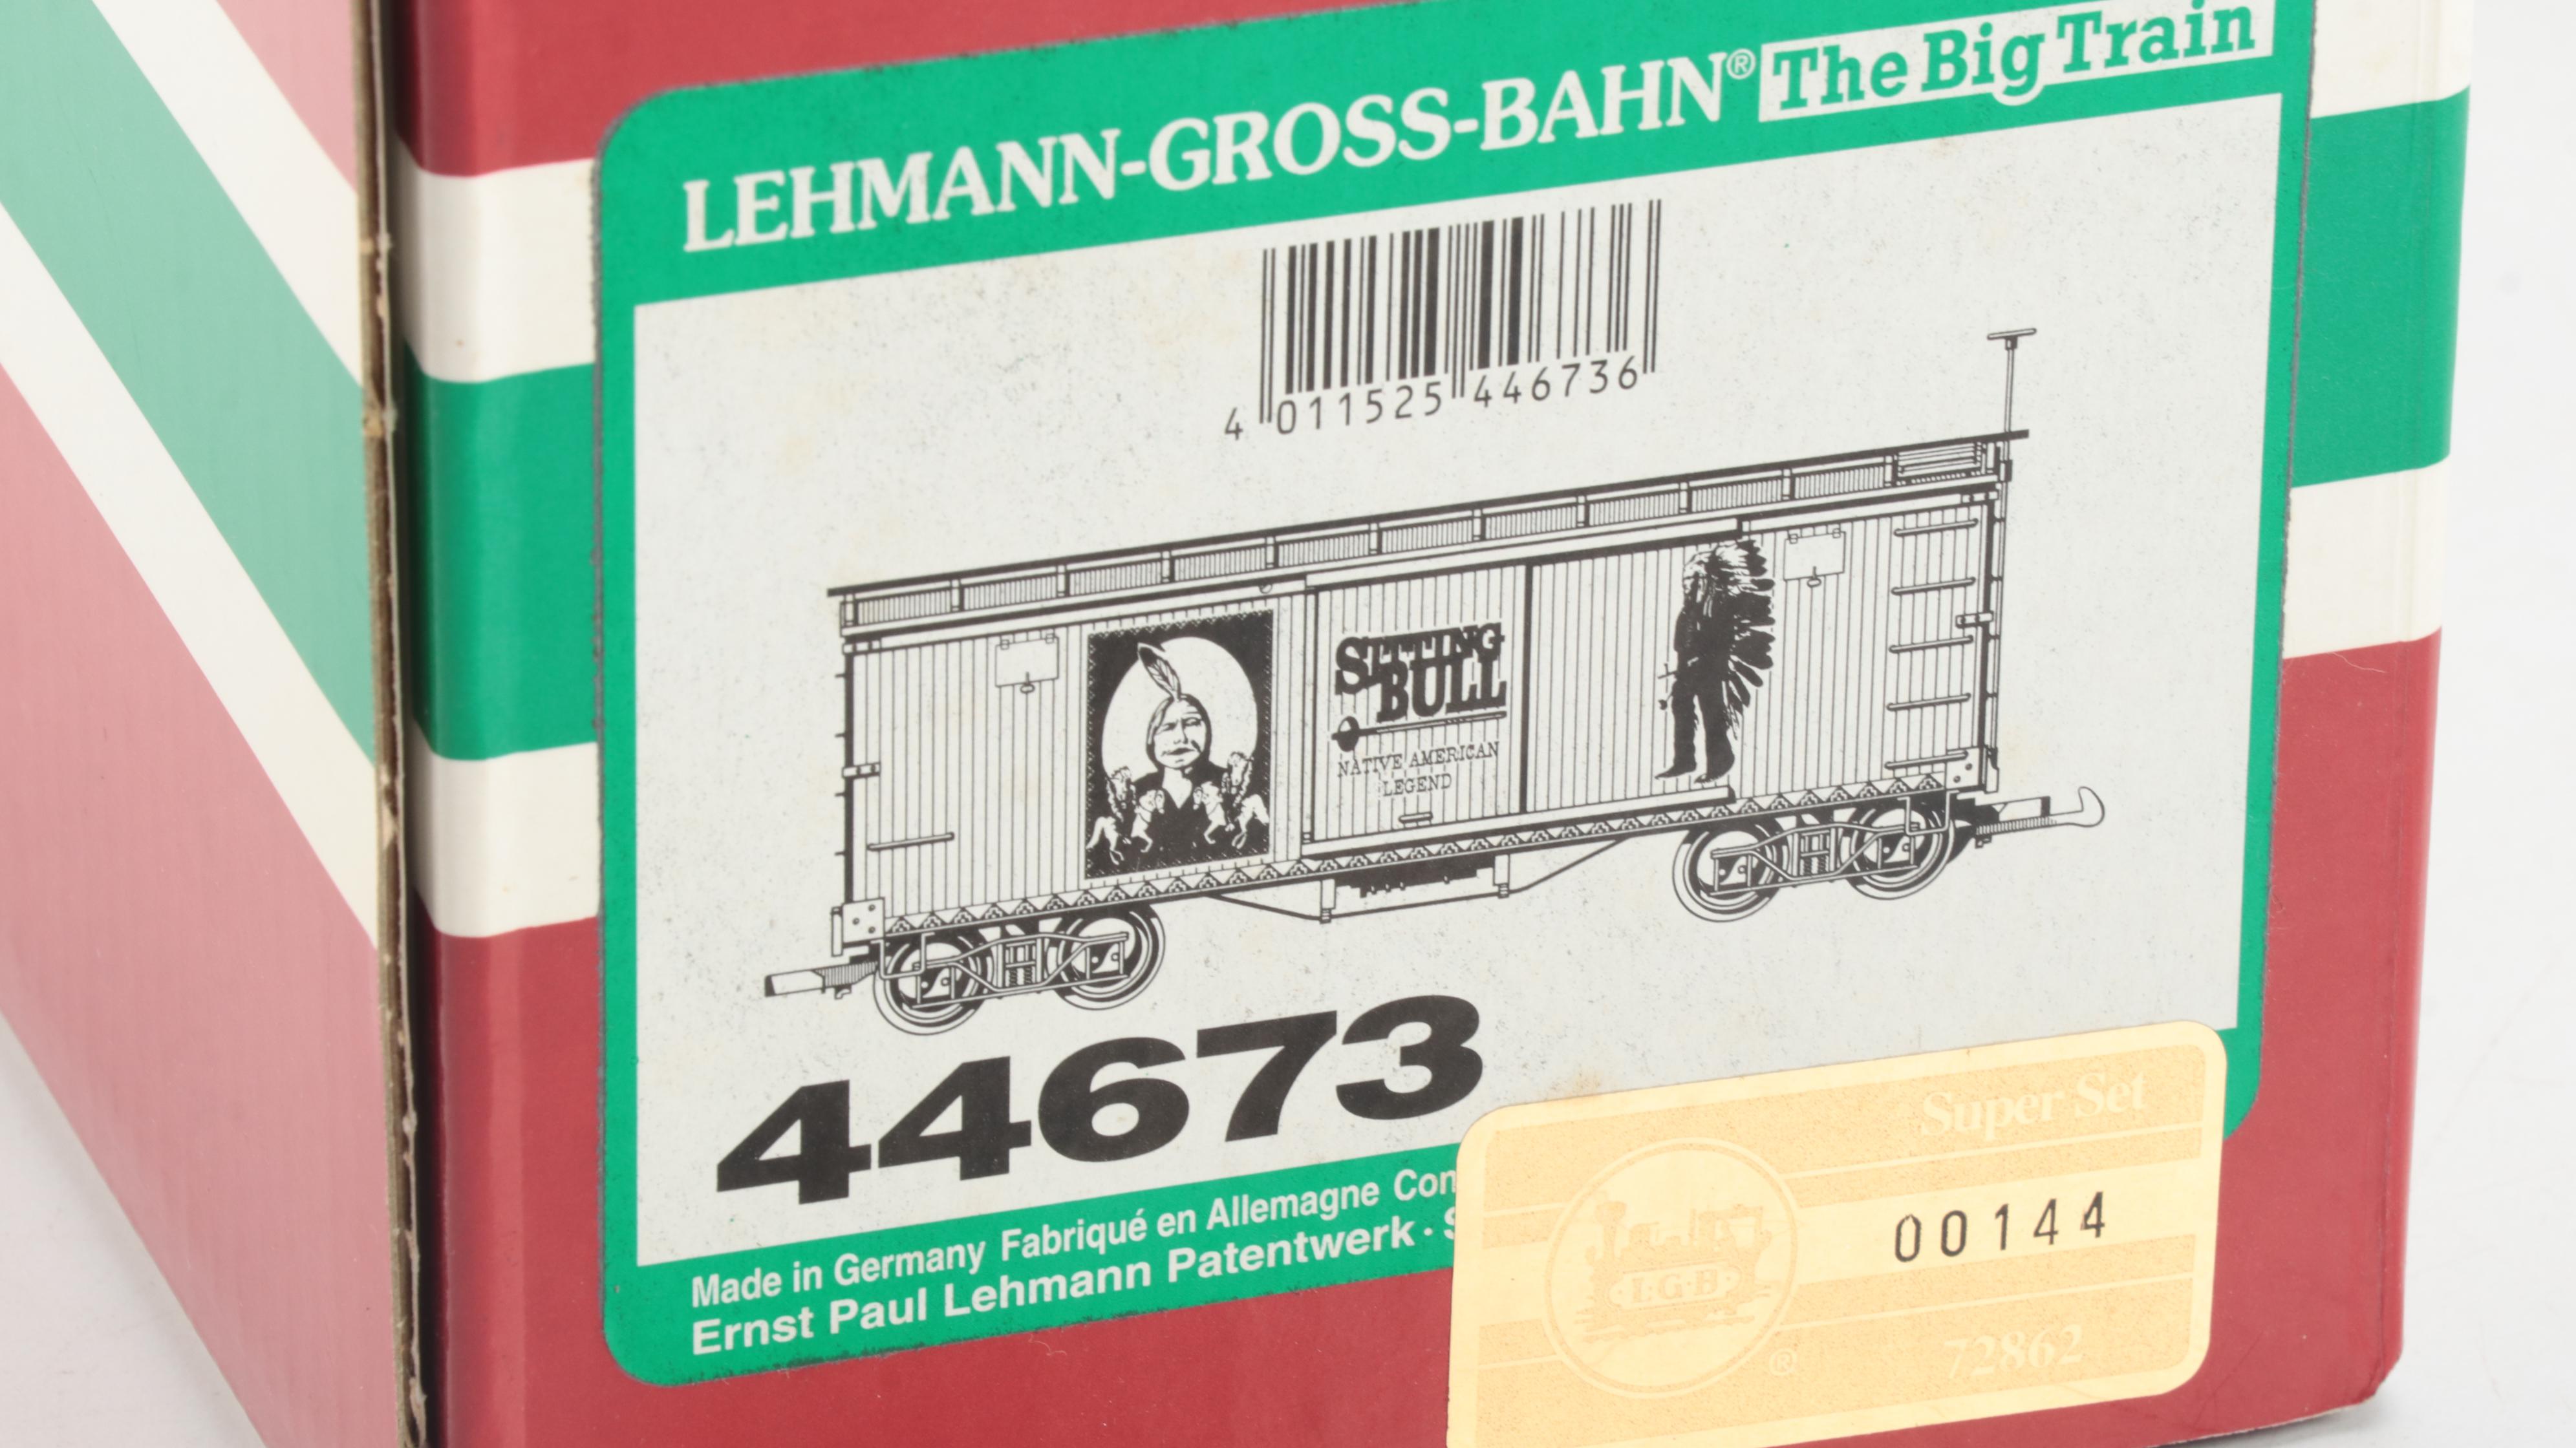 LEHMANN-GROSS-BAHN® The Big Train
4 011525 446736
SITTING
BULL
NATIVE AMERICAN
LEGEND
44673
Made in Germany Fabriqué en Allemagne Con
Ernst Paul Lehmann Patentwerk · S
Super Set
00144
L·G·B
®
72862